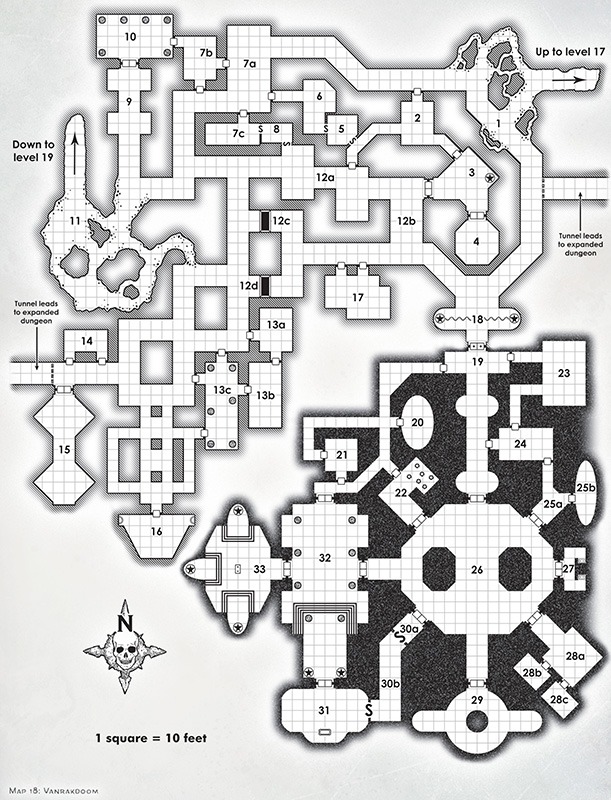 10
7b
7a
Up to level 17
9
6
2
1
7c
S
8
S
5
S
S
Down to
level 19
12a
3
11
12c
12b
4
Tunnel leads
to expanded
dungeon
12d
17
Tunnel leads
to expanded
dungeon
13a
18
14
19
23
13c
13b
20
24
15
21
22
25b
25a
16
32
33
26
27
N
30a
S
28a
30b
28b
28c
31
S
29
1 square = 10 feet
Map 18: Vanrakdoom